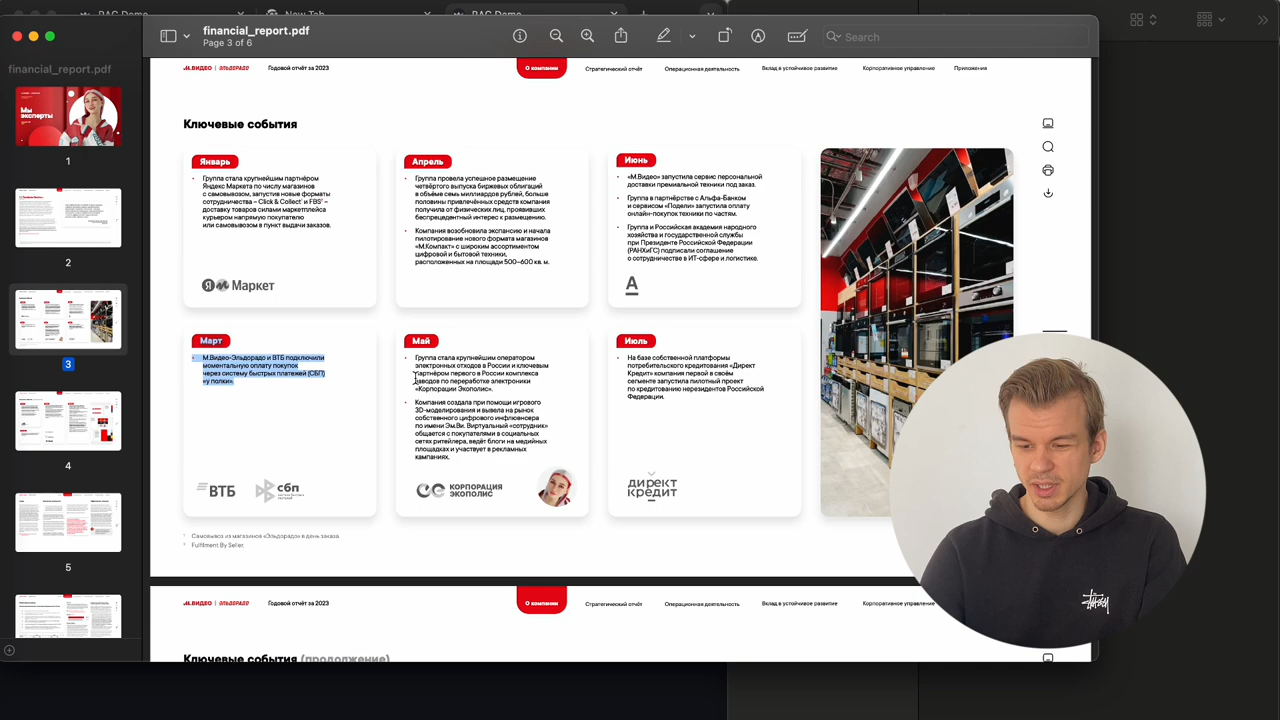 RAG Demo
New Tab
RAG Demo
financial_report.pdf
Page 3 of 6
Search
financial_report.pdf
Мы эксперты
1
2
3
4
5
М.ВИДЕО | ЭЛЬДОРАДО
Годовой отчёт за 2023
О компании
Стратегический отчёт
Операционная деятельность
Вклад в устойчивое развитие
Корпоративное управление
Приложения
Ключевые события
Январь
• Группа стала крупнейшим партнёром
Яндекс Маркета по числу магазинов
с самовывозом, запустив новые форматы
сотрудничества – Click & Collect¹ и FBS² –
доставку товаров силами маркетплейса
курьером напрямую покупателю
или самовывозом в пункт выдачи заказов.
Я Маркет
Апрель
• Группа провела успешное размещение
четвёртого выпуска биржевых облигаций
в объёме семь миллиардов рублей, больше
половины привлечённых средств компания
получила от физических лиц, проявивших
беспрецедентный интерес к размещению.
• Компания возобновила экспансию и начала
пилотирование нового формата магазинов
«М.Компакт» с широким ассортиментом
цифровой и бытовой техники,
расположенных на площади 500–600 кв. м.
Июнь
• «М.Видео» запустила сервис персональной
доставки премиальной техники под заказ.
• Группа в партнёрстве с Альфа-Банком
и сервисом «Подели» запустила оплату
онлайн-покупок техники по частям.
• Группа и Российская академия народного
хозяйства и государственной службы
при Президенте Российской Федерации
(РАНХиГС) подписали соглашение
о сотрудничестве в ИТ-сфере и логистике.
А
Март
• М.Видео-Эльдорадо и ВТБ подключили
моментальную оплату покупок
через систему быстрых платежей (СБП)
«у полки».
ВТБ
сбп
Май
• Группа стала крупнейшим оператором
электронных отходов в России и ключевым
партнёром первого в России комплекса
заводов по переработке электроники
«Корпорации Экополис».
• Компания создала при помощи игрового
3D-моделирования и вывела на рынок
собственного цифрового инфлюенсера
по имени Эм.Ви. Виртуальный «сотрудник»
общается с покупателями в социальных
сетях ритейлера, ведёт блоги на медийных
площадках и участвует в рекламных
кампаниях.
КОРПОРАЦИЯ
ЭКОПОЛИС
Июль
• На базе собственной платформы
потребительского кредитования «Директ
Кредит» компания первой в своём
сегменте запустила пилотный проект
по кредитованию нерезидентов Российской
Федерации.
директ
кредит
¹ Самовывоз из магазинов «Эльдорадо» в день заказа.
² Fulfilment By Seller.
М.ВИДЕО | ЭЛЬДОРАДО
Годовой отчёт за 2023
О компании
Стратегический отчёт
Операционная деятельность
Вклад в устойчивое развитие
Корпоративное управление
Ключевые события (продолжение)